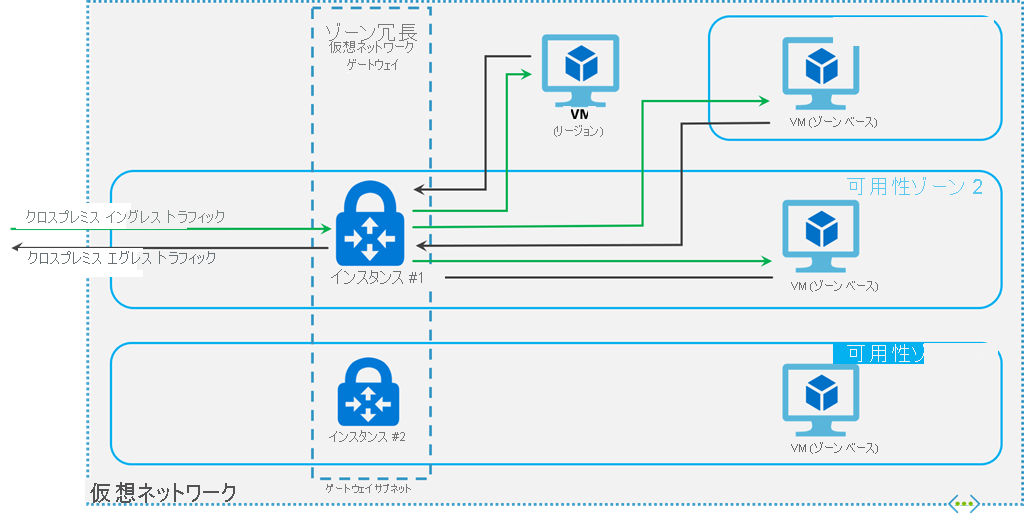 ゾーン冗長
仮想ネットワーク
ゲートウェイ
VM
(リージョン)
VM (ゾーン ベース)
可用性ゾーン 2
クロスプレミス イングレス トラフィック
クロスプレミス エグレス トラフィック
インスタンス #1
VM (ゾーン ベース)
可用性ゾ
インスタンス #2
VM (ゾーン ベース)
ゲートウェイ サブネット
仮想ネットワーク